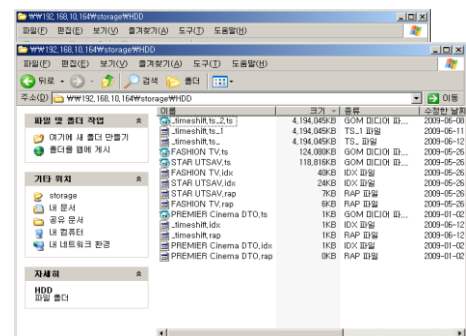 \\192.168.10.164\storage\HDD
파일(F) 편집(E) 보기(V) 즐겨찾기(A) 도구(T) 도움말(H)
\\192.168.10.164\storage\HDD
파일(F) 편집(E) 보기(V) 즐겨찾기(A) 도구(T) 도움말(H)
뒤로 검색 폴더
주소(D) \\192.168.10.164\storage\HDD 이동
파일 및 폴더 작업
여기에 새 폴더 만들기
폴더를 웹에 게시
기타 위치
storage
내 문서
공유 문서
내 컴퓨터
내 네트워크 환경
자세히
HDD
파일 폴더
이름 크기 종류 수정한 날짜
_timeshift.ts_2.ts 4,194,045KB GOM 미디어 파... 2009-06-08
_timeshift.ts_1 4,194,045KB TS_1 파일 2009-06-11
_timeshift.ts_ 4,194,045KB TS_ 파일 2009-06-12
FASHION TV.ts 124,080KB GOM 미디어 파... 2009-05-26
STAR UTSAV.ts 118,816KB GOM 미디어 파... 2009-05-26
FASHION TV.idx 40KB IDX 파일 2009-05-26
STAR UTSAV.idx 24KB IDX 파일 2009-05-26
STAR UTSAV.rap 7KB RAP 파일 2009-05-26
FASHION TV.rap 6KB RAP 파일 2009-05-26
PREMIER Cinema DTO.ts 1KB GOM 미디어 파... 2009-01-02
_timeshift.idx 1KB IDX 파일 2009-06-12
_timeshift.rap 1KB RAP 파일 2009-06-12
PREMIER Cinema DTO.idx 1KB IDX 파일 2009-01-02
PREMIER Cinema DTO.rap 0KB RAP 파일 2009-01-02